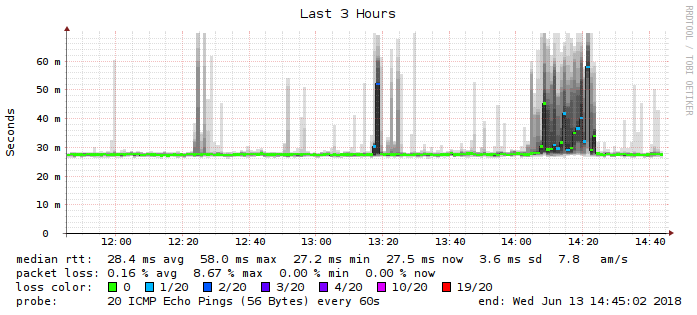 Last 3 Hours
RRDTOOL / TOBI OETIKER
Seconds
60 m
50 m
40 m
30 m
20 m
10 m
0
12:00 12:20 12:40 13:00 13:20 13:40 14:00 14:20 14:40
median rtt: 28.4 ms avg 58.0 ms max 27.2 ms min 27.5 ms now 3.6 ms sd 7.8 am/s
packet loss: 0.16 % avg 8.67 % max 0.00 % min 0.00 % now
loss color: 0 1/20 2/20 3/20 4/20 10/20 19/20
probe: 20 ICMP Echo Pings (56 Bytes) every 60s end: Wed Jun 13 14:45:02 2018